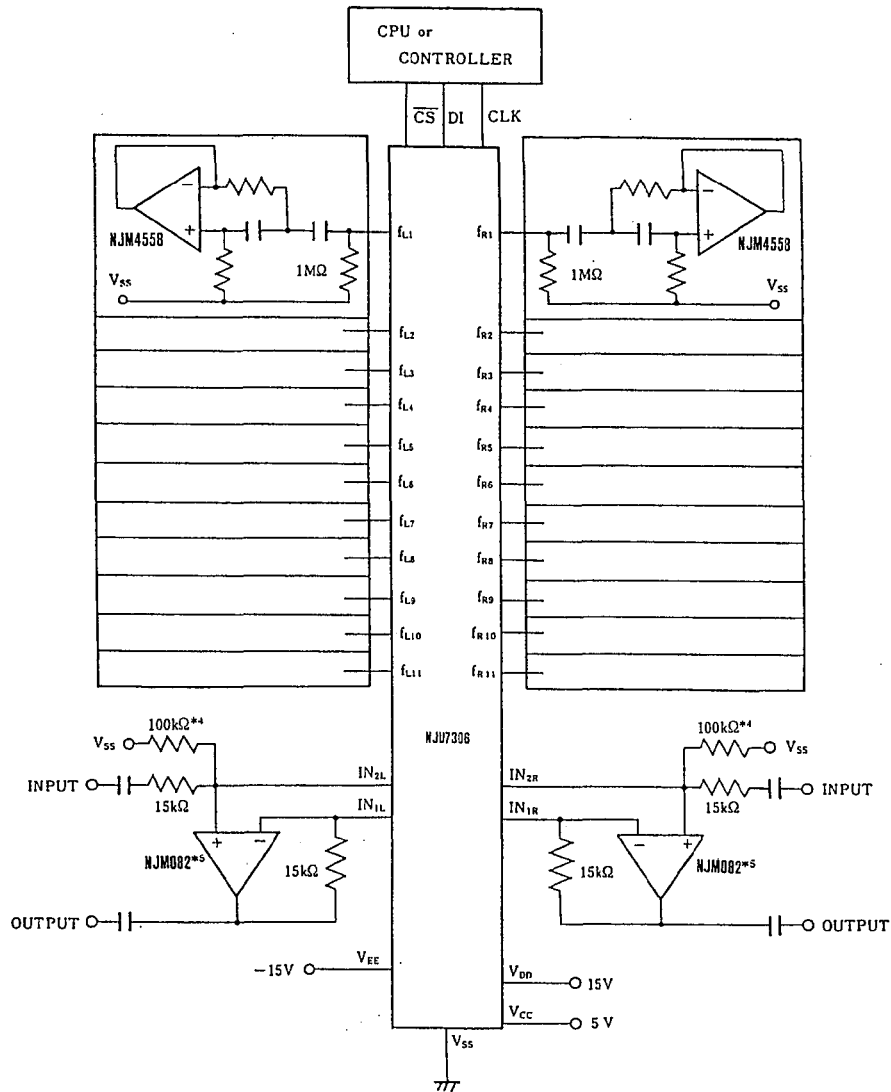 CPU or
CONTROLLER
C̅S̅ DI CLK
− −
+ +
NJM4558 fL1 fR1 NJM4558
1MΩ 1MΩ
VSS VSS
fL2 fR2
fL3 fR3
fL4 fR4
fL5 fR5
fL6 fR6
fL7 fR7
fL8 fR8
fL9 fR9
fL10 fR10
fL11 fR11
100kΩ*4 NJU7306 100kΩ*4
VSS VSS
INPUT IN2L IN2R INPUT
15kΩ IN1L IN1R 15kΩ
+ − − +
NJM082*5 15kΩ 15kΩ NJM082*5
OUTPUT OUTPUT
−15V VEE VDD 15V
VCC 5V
VSS